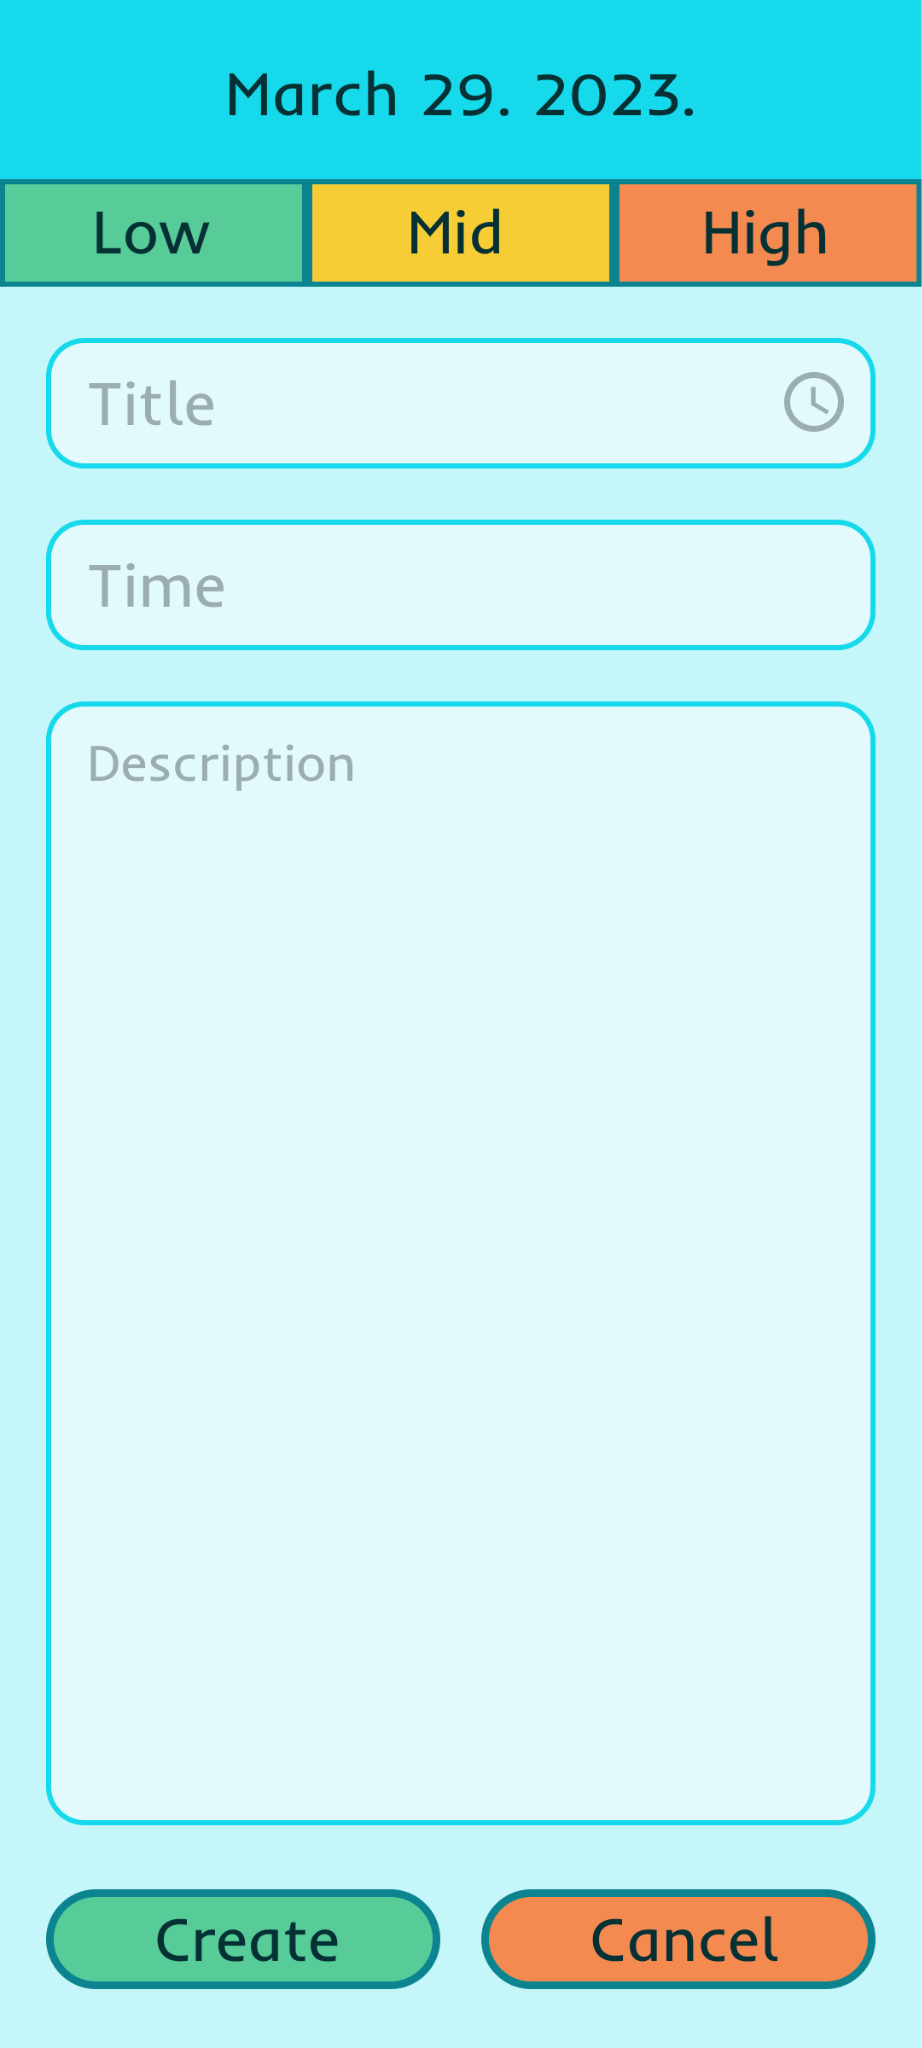 March 29. 2023.
Low Mid High
Title
Time
Description
Create Cancel